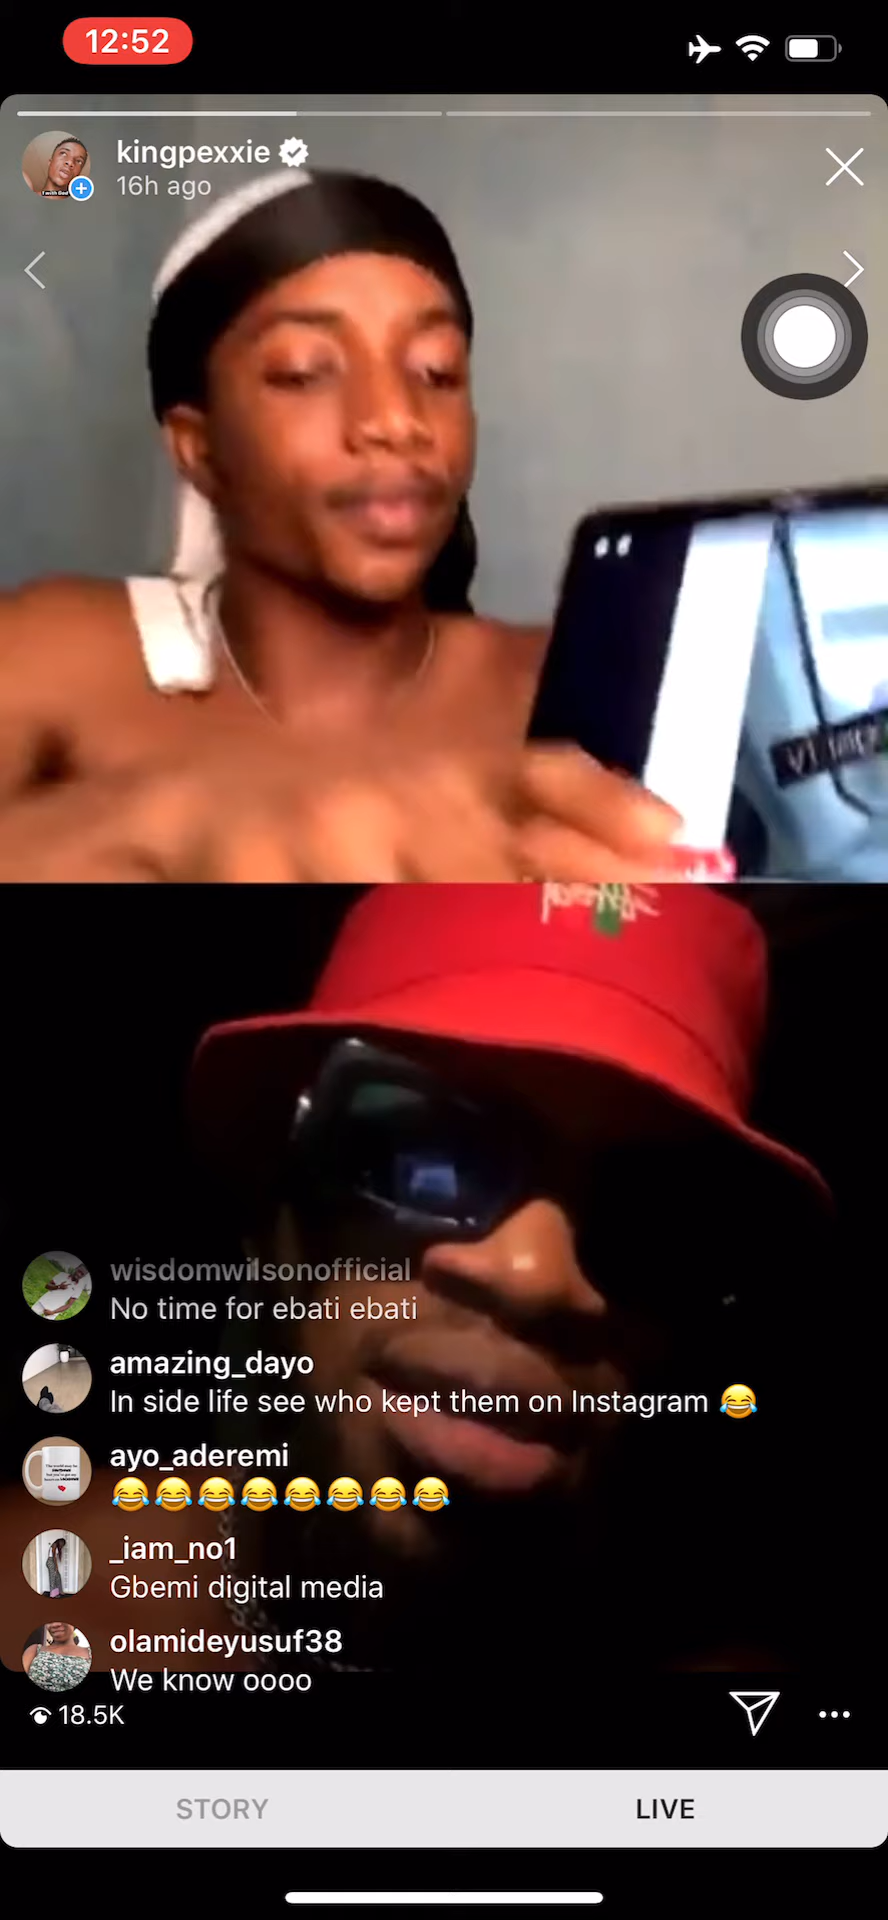 12:52
kingpexxie
16h ago
wisdomwilsonofficial
No time for ebati ebati
amazing_dayo
In side life see who kept them on Instagram 😂
ayo_aderemi
😂😂😂😂😂😂😂😂
_iam_no1
Gbemi digital media
olamideyusuf38
We know oooo
18.5K
STORY
LIVE